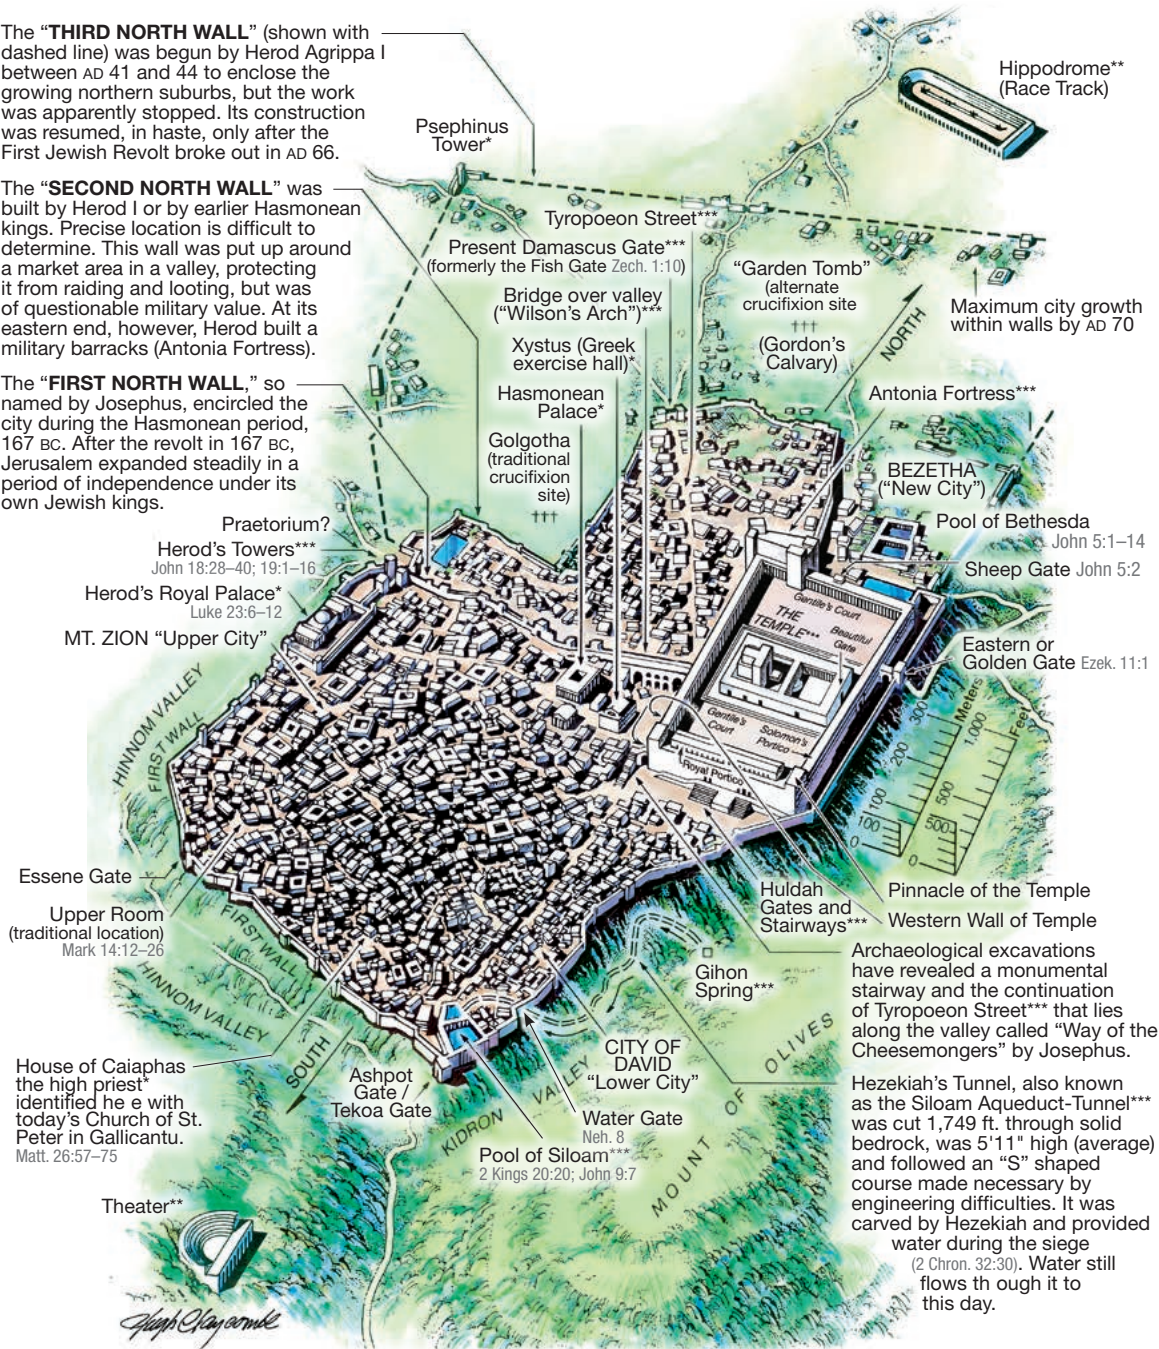 The “THIRD NORTH WALL” (shown with
dashed line) was begun by Herod Agrippa I
between AD 41 and 44 to enclose the
growing northern suburbs, but the work
was apparently stopped. Its construction
was resumed, in haste, only after the
First Jewish Revolt broke out in AD 66.
The “SECOND NORTH WALL” was
built by Herod I or by earlier Hasmonean
kings. Precise location is difficult to
determine. This wall was put up around
a market area in a valley, protecting
it from raiding and looting, but was
of questionable military value. At its
eastern end, however, Herod built a
military barracks (Antonia Fortress).
The “FIRST NORTH WALL,” so
named by Josephus, encircled the
city during the Hasmonean period,
167 BC. After the revolt in 167 BC,
Jerusalem expanded steadily in a
period of independence under its
own Jewish kings.
Hippodrome**
(Race Track)
Psephinus
Tower*
Tyropoeon Street***
Present Damascus Gate***
(formerly the Fish Gate Zech. 1:10)
Bridge over valley
(“Wilson’s Arch”)***
Xystus (Greek
exercise hall)*
Hasmonean
Palace*
Golgotha
(traditional
crucifixion
site)
†††
“Garden Tomb”
(alternate
crucifixion site
†††
(Gordon’s
Calvary)
NORTH
Maximum city growth
within walls by AD 70
Antonia Fortress***
BEZETHA
(“New City”)
Pool of Bethesda
John 5:1–14
Sheep Gate John 5:2
Eastern or
Golden Gate Ezek. 11:1
Praetorium?
Herod’s Towers***
John 18:28–40; 19:1–16
Herod’s Royal Palace*
Luke 23:6–12
MT. ZION “Upper City”
HINNOM VALLEY
FIRST WALL
Gentile’s Court
THE
TEMPLE***
Beautiful
Gate
Gentile’s
Court
Solomon’s
Portico
Royal Portico
Meters
300
200
100
100
0
Feet
1,000
500
500
0
Essene Gate
Upper Room
(traditional location)
Mark 14:12–26
FIRST WALL
HINNOM VALLEY
SOUTH
House of Caiaphas
the high priest*
identified he e with
today’s Church of St.
Peter in Gallicantu.
Matt. 26:57–75
Ashpot
Gate /
Tekoa Gate
Theater**
KIDRON VALLEY
Pool of Siloam***
2 Kings 20:20; John 9:7
Water Gate
Neh. 8
CITY OF
DAVID
“Lower City”
Gihon
Spring***
MOUNT OF OLIVES
Huldah
Gates and
Stairways***
Pinnacle of the Temple
Western Wall of Temple
Archaeological excavations
have revealed a monumental
stairway and the continuation
of Tyropoeon Street*** that lies
along the valley called “Way of the
Cheesemongers” by Josephus.
Hezekiah’s Tunnel, also known
as the Siloam Aqueduct-Tunnel***
was cut 1,749 ft. through solid
bedrock, was 5'11" high (average)
and followed an “S” shaped
course made necessary by
engineering difficulties. It was
carved by Hezekiah and provided
water during the siege
(2 Chron. 32:30). Water still
flows th ough it to
this day.
Hugh Claycombe